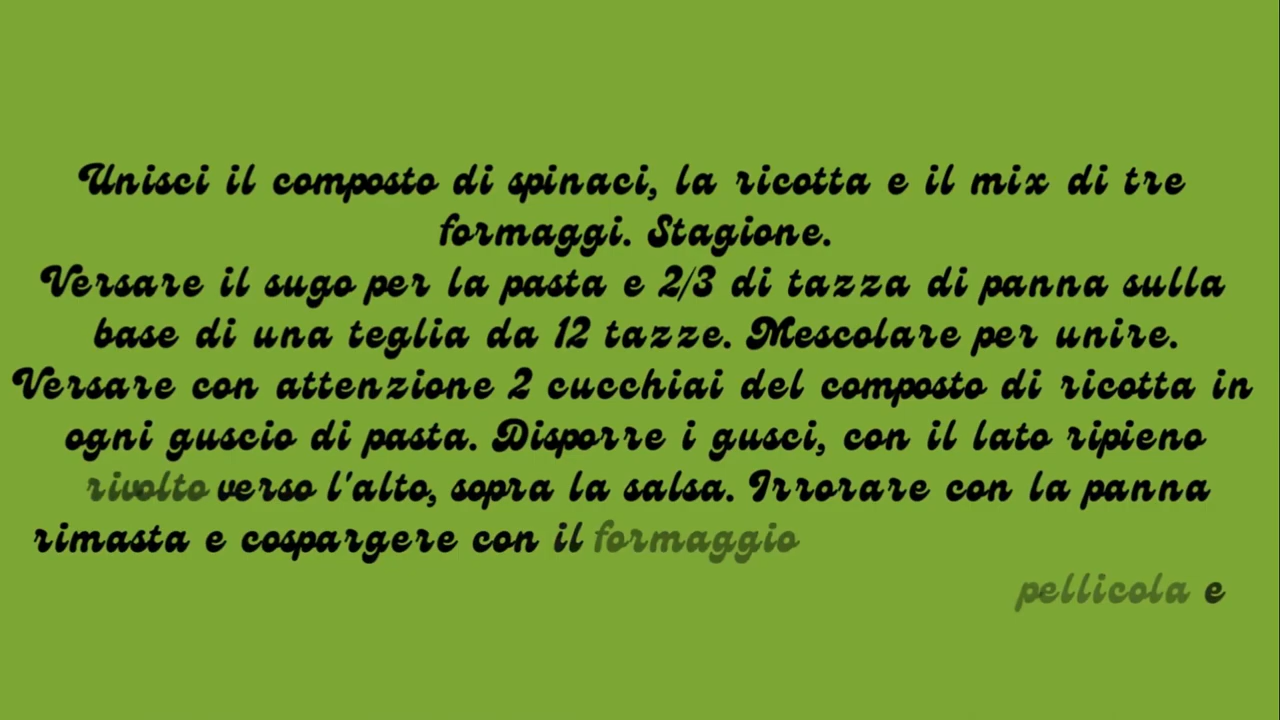 Unisci il composto di spinaci, la ricotta e il mix di tre
formaggi. Stagione.
Versare il sugo per la pasta e 2/3 di tazza di panna sulla
base di una teglia da 12 tazze. Mescolare per unire.
Versare con attenzione 2 cucchiai del composto di ricotta in
ogni guscio di pasta. Disporre i gusci, con il lato ripieno
rivolto verso l'alto, sopra la salsa. Irrorare con la panna
rimasta e cospargere con il formaggio
pellicola e